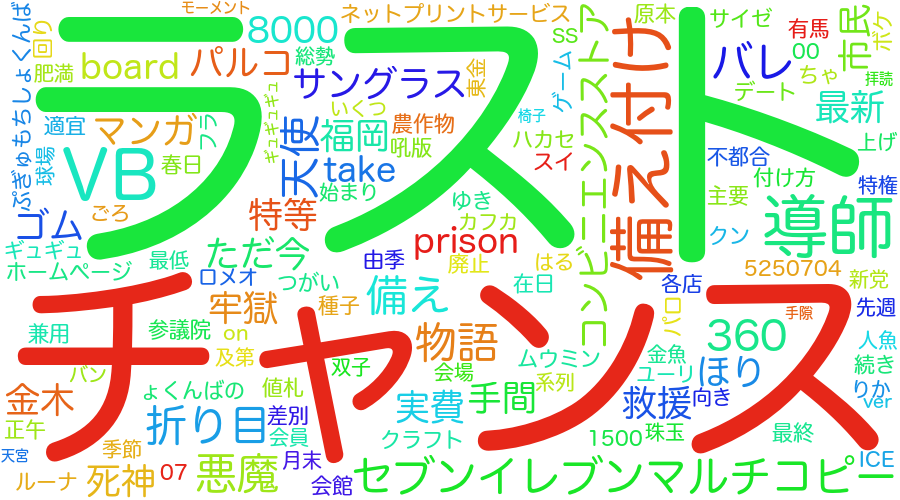 モーメント
ネットプリントサービス
ア
ぷぎゅもちしょくんば
回り
ラスト
8000
SS
原本
サイゼ
有馬
ボケ
市民
肥満
board
パルコ
総勢
サングラス
東金
ゲーム
バレ
00
ちゃ
拝読
デート
適宜
マンガ
フラ
ギュギュギュ
いくつ
農作物
椅子
備え付け
最新
球場
VB
春日
天使
福岡
吼版
ハカセ
スイ
上げ
take
始まり
不都合
付け方
特権
主要
ゴム
ごろ
特等
ゆき
カフカ
導師
ギュギュ
ただ今
prison
コンビニエンスストア
クン
ホームページ
最低
ロメオ
由季
廃止
はる
5250704
新党
つがい
在日
各店
牢獄
種子
備え
パロ
手隙
先週
チャンス
兼用
参議院
on
物語
360
人魚
バン
及第
双子
会場
ムウミン
金魚
ほり
続き
ょくんばの
値札
系列
ユーリ
りか
ver
金木
折り目
差別
実費
手間
救援
向き
正午
会員
クラフト
1500
珠玉
最終
天宮
季節
月末
ルーナ
死神
07
悪魔
会館
セブンイレブンマルチコピー
ICE